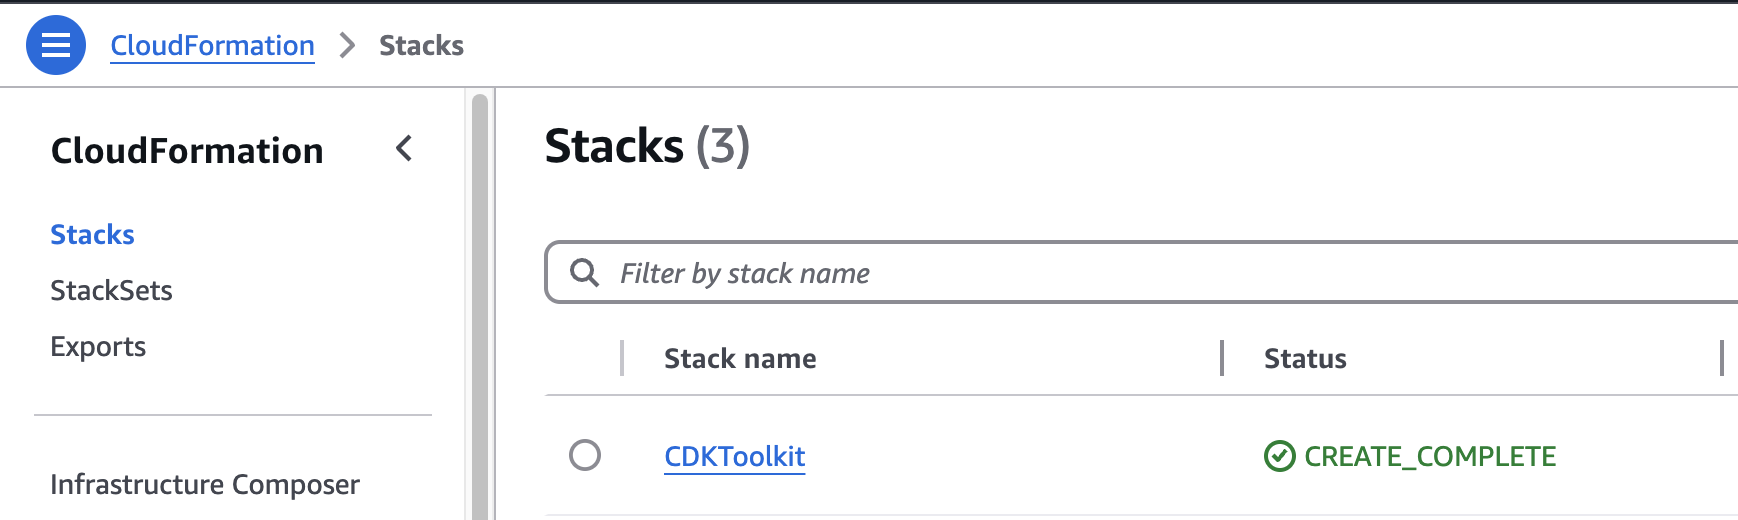 CloudFormation > Stacks
CloudFormation
Stacks
StackSets
Exports
Infrastructure Composer
Stacks (3)
Filter by stack name
Stack name Status
CDKToolkit CREATE_COMPLETE